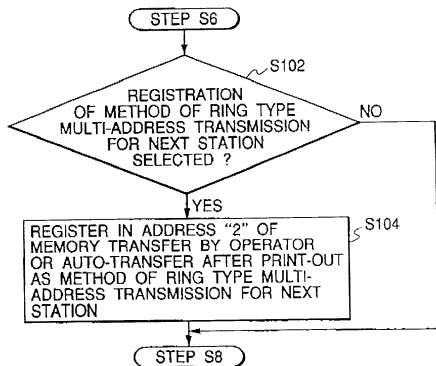 STEP S6
S102
REGISTRATION
OF METHOD OF RING TYPE
MULTI-ADDRESS TRANSMISSION
FOR NEXT STATION
SELECTED ?
NO
YES
S104
REGISTER IN ADDRESS "2" OF
MEMORY TRANSFER BY OPERATOR
OR AUTO-TRANSFER AFTER PRINT-OUT
AS METHOD OF RING TYPE MULTI-
ADDRESS TRANSMISSION FOR NEXT
STATION
STEP S8